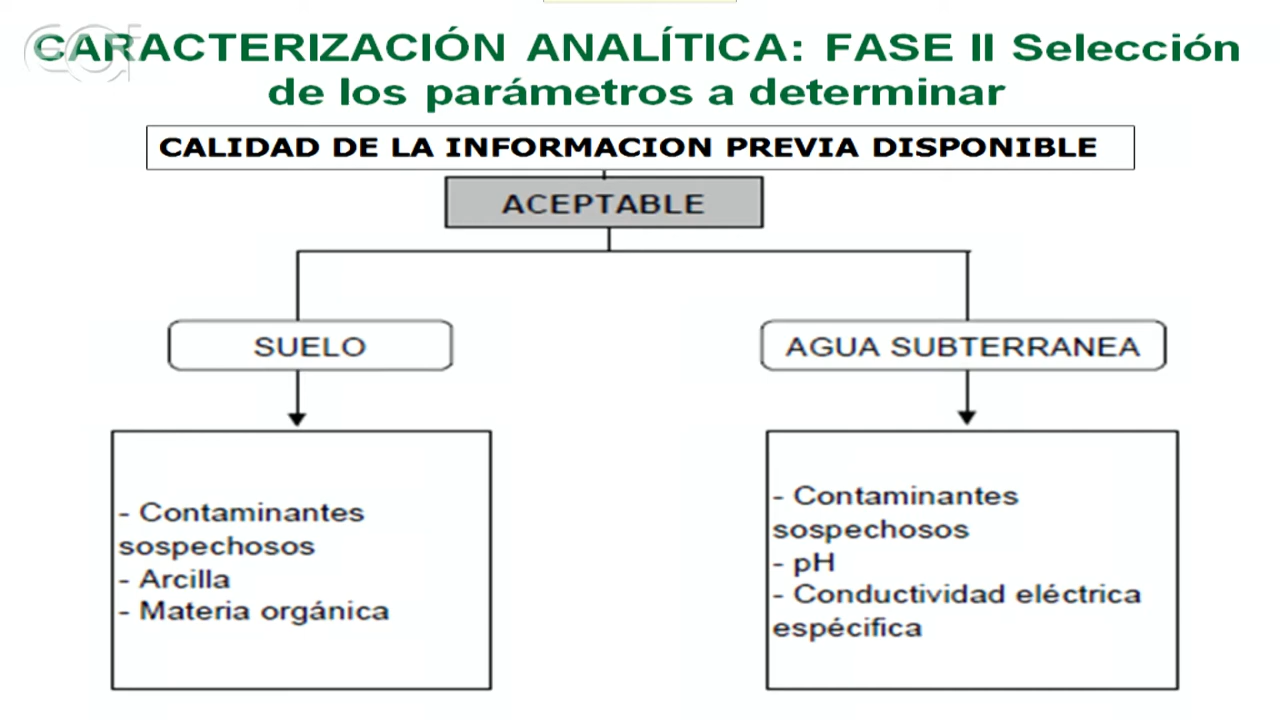 CARACTERIZACIÓN ANALÍTICA: FASE II Selección
de los parámetros a determinar
CALIDAD DE LA INFORMACION PREVIA DISPONIBLE
ACEPTABLE
SUELO
AGUA SUBTERRANEA
- Contaminantes
sospechosos
- Arcilla
- Materia orgánica
- Contaminantes
sospechosos
- pH
- Conductividad eléctrica
espécifica